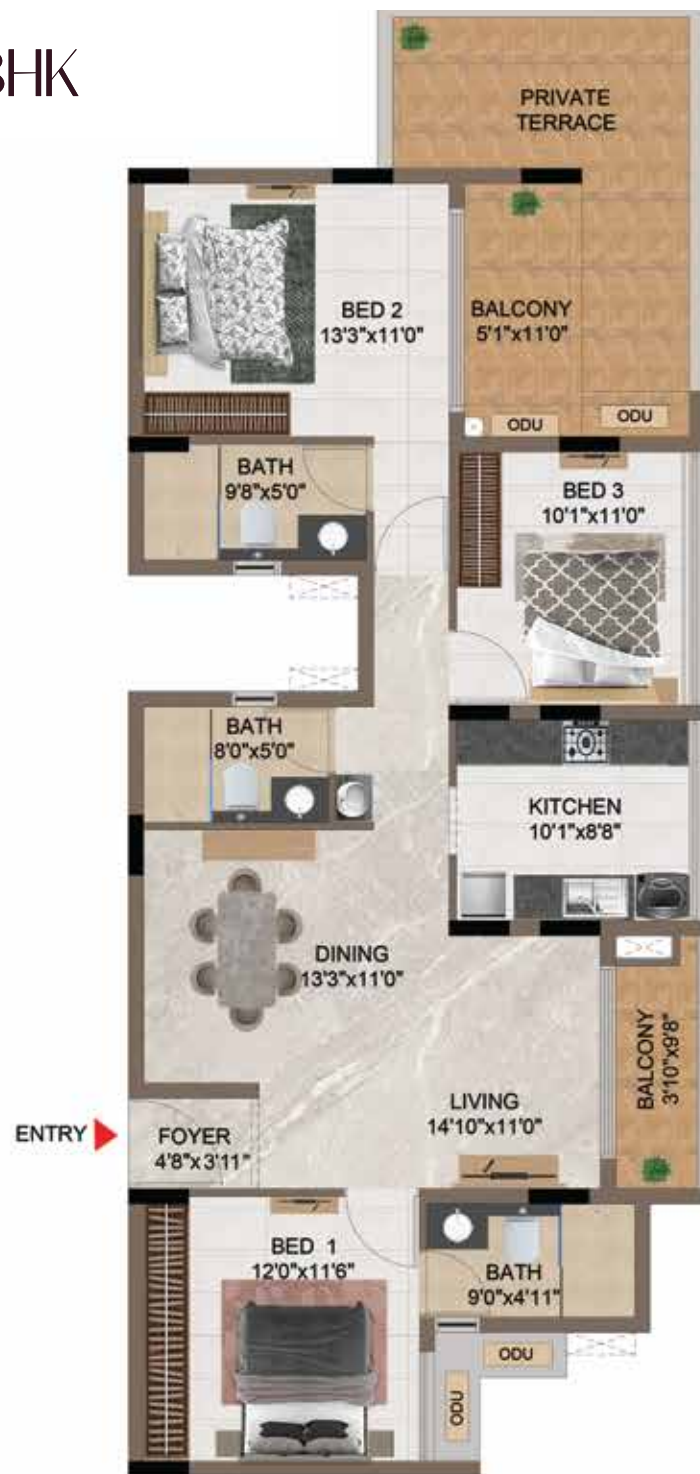 BHK
PRIVATE
TERRACE
BED 2
13'3"x11'0"
BALCONY
5'1"x11'0"
ODU
ODU
BATH
9'8"x5'0"
BED 3
10'1"x11'0"
BATH
8'0"x5'0"
KITCHEN
10'1"x8'8"
DINING
13'3"x11'0"
BALCONY
3'10"x9'8"
LIVING
14'10"x11'0"
ENTRY
FOYER
4'8"x3'11"
BED 1
12'0"x11'6"
BATH
9'0"x4'11"
ODU
ODU